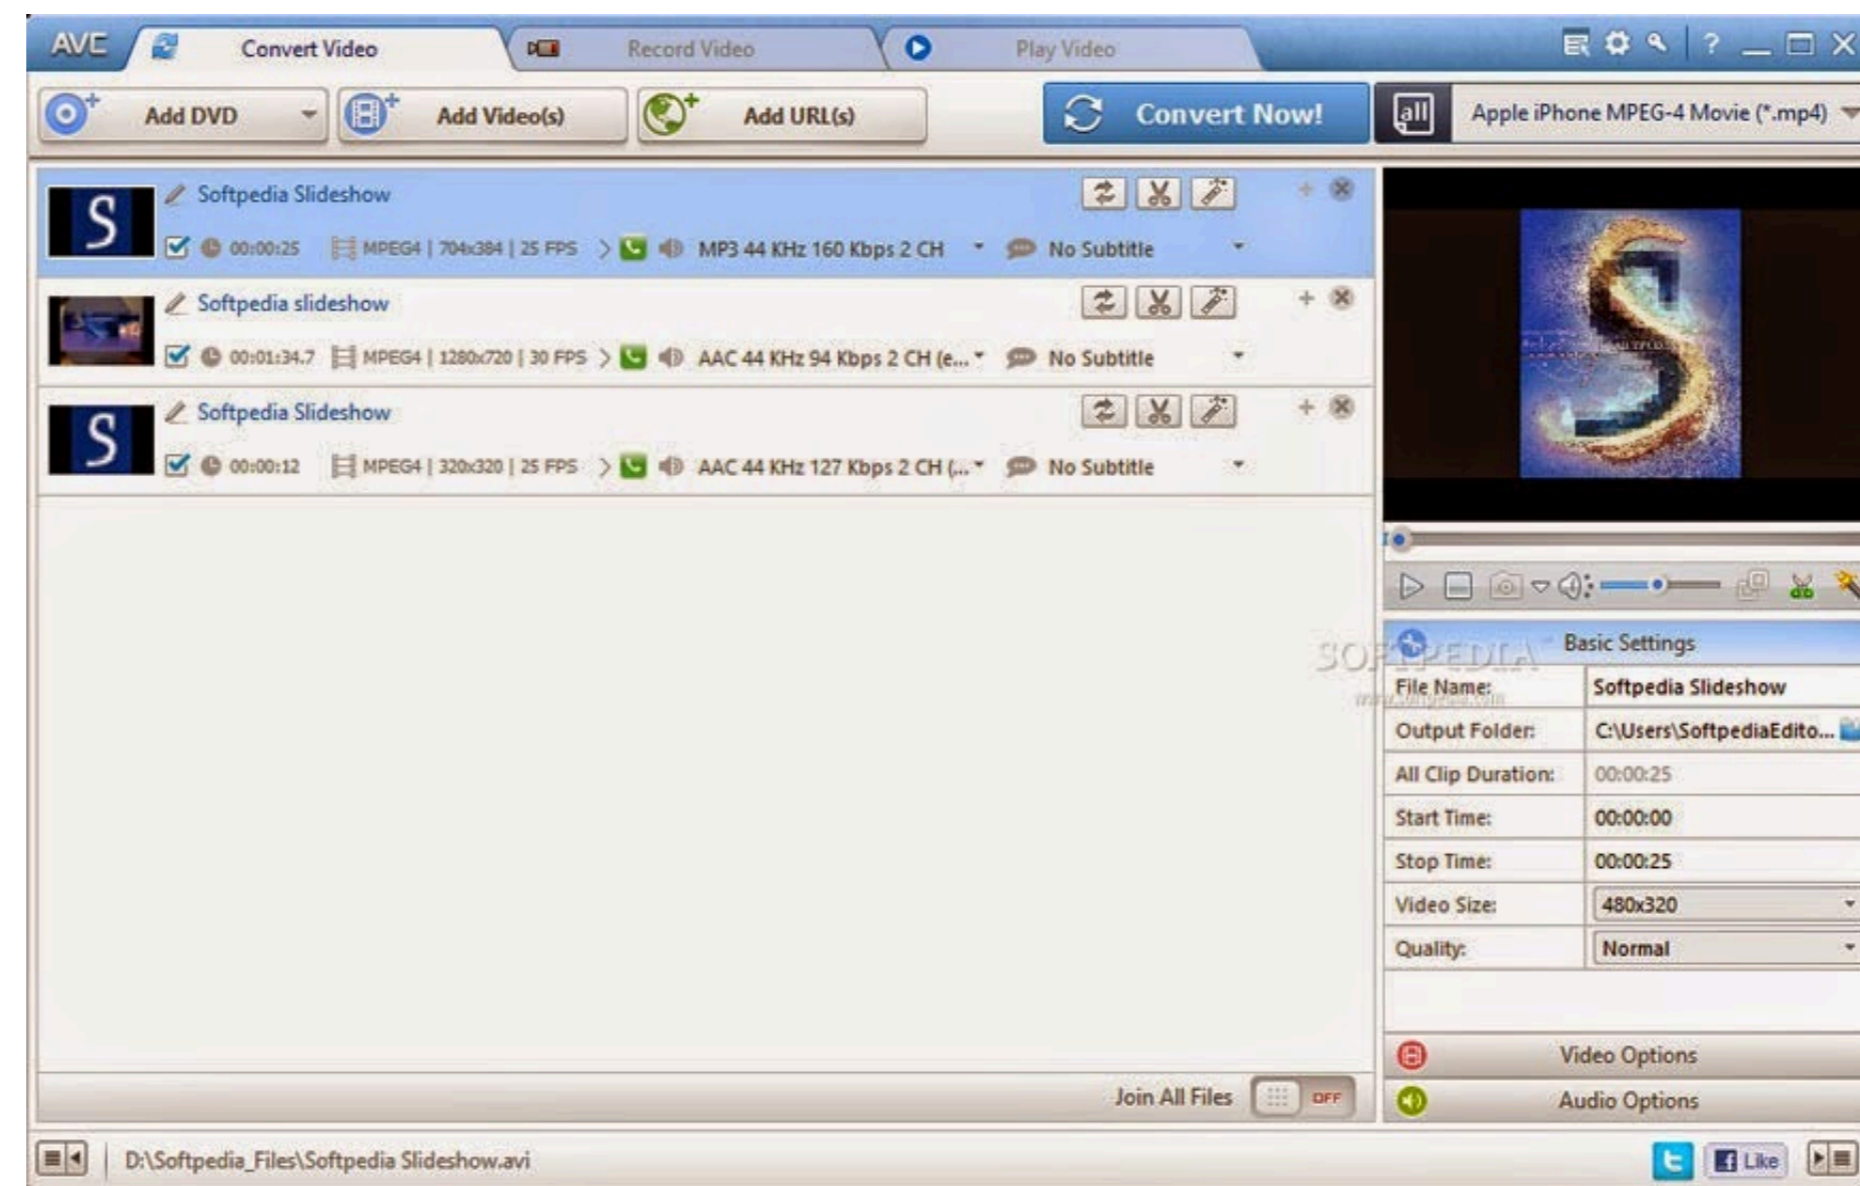 AVE Convert Video Record Video Play Video ?
Add DVD Add Video(s) Add URL(s) Convert Now! all Apple iPhone MPEG-4 Movie (*.mp4)
Softpedia Slideshow
00:00:25 MPEG4 | 704x384 | 25 FPS > MP3 44 KHz 160 Kbps 2 CH No Subtitle
Softpedia slideshow
00:01:34.7 MPEG4 | 1280x720 | 30 FPS > AAC 44 KHz 94 Kbps 2 CH (e... No Subtitle
Softpedia Slideshow
00:00:12 MPEG4 | 320x320 | 25 FPS > AAC 44 KHz 127 Kbps 2 CH (... No Subtitle
S
S
S
SOFTPEDIA
www.softpedia.com
Basic Settings
File Name: Softpedia Slideshow
Output Folder: C:\Users\SoftpediaEdito...
All Clip Duration: 00:00:25
Start Time: 00:00:00
Stop Time: 00:00:25
Video Size: 480x320
Quality: Normal
Video Options
Audio Options
Join All Files OFF
D:\Softpedia_Files\Softpedia Slideshow.avi
Like